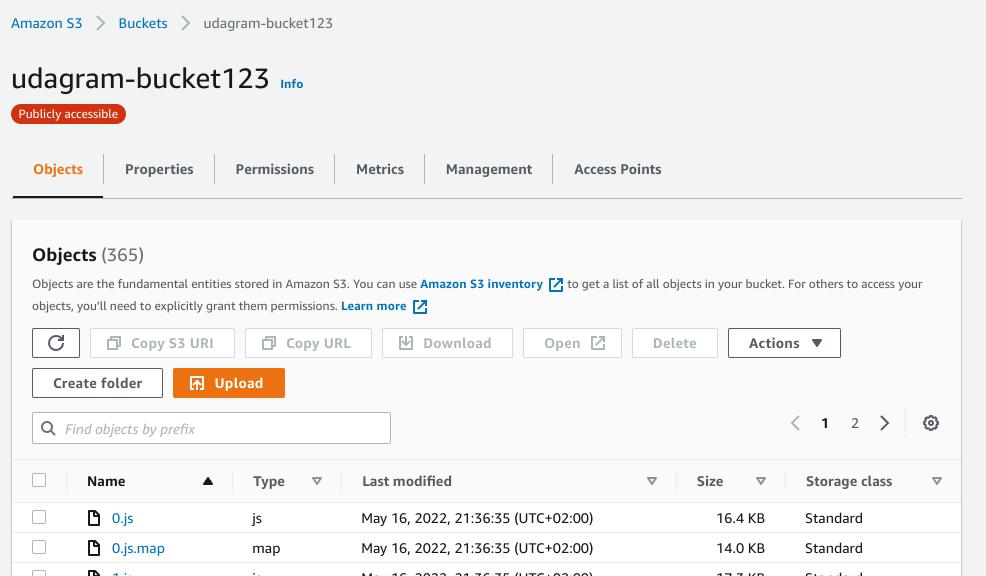 Amazon S3 > Buckets > udagram-bucket123
udagram-bucket123 Info
Publicly accessible
Objects Properties Permissions Metrics Management Access Points
Objects (365)
Objects are the fundamental entities stored in Amazon S3. You can use Amazon S3 inventory to get a list of all objects in your bucket. For others to access your
objects, you'll need to explicitly grant them permissions. Learn more
Copy S3 URI Copy URL Download Open Delete Actions
Create folder Upload
Find objects by prefix 1 2
Name Type Last modified Size Storage class
0.js js May 16, 2022, 21:36:35 (UTC+02:00) 16.4 KB Standard
0.js.map map May 16, 2022, 21:36:35 (UTC+02:00) 14.0 KB Standard